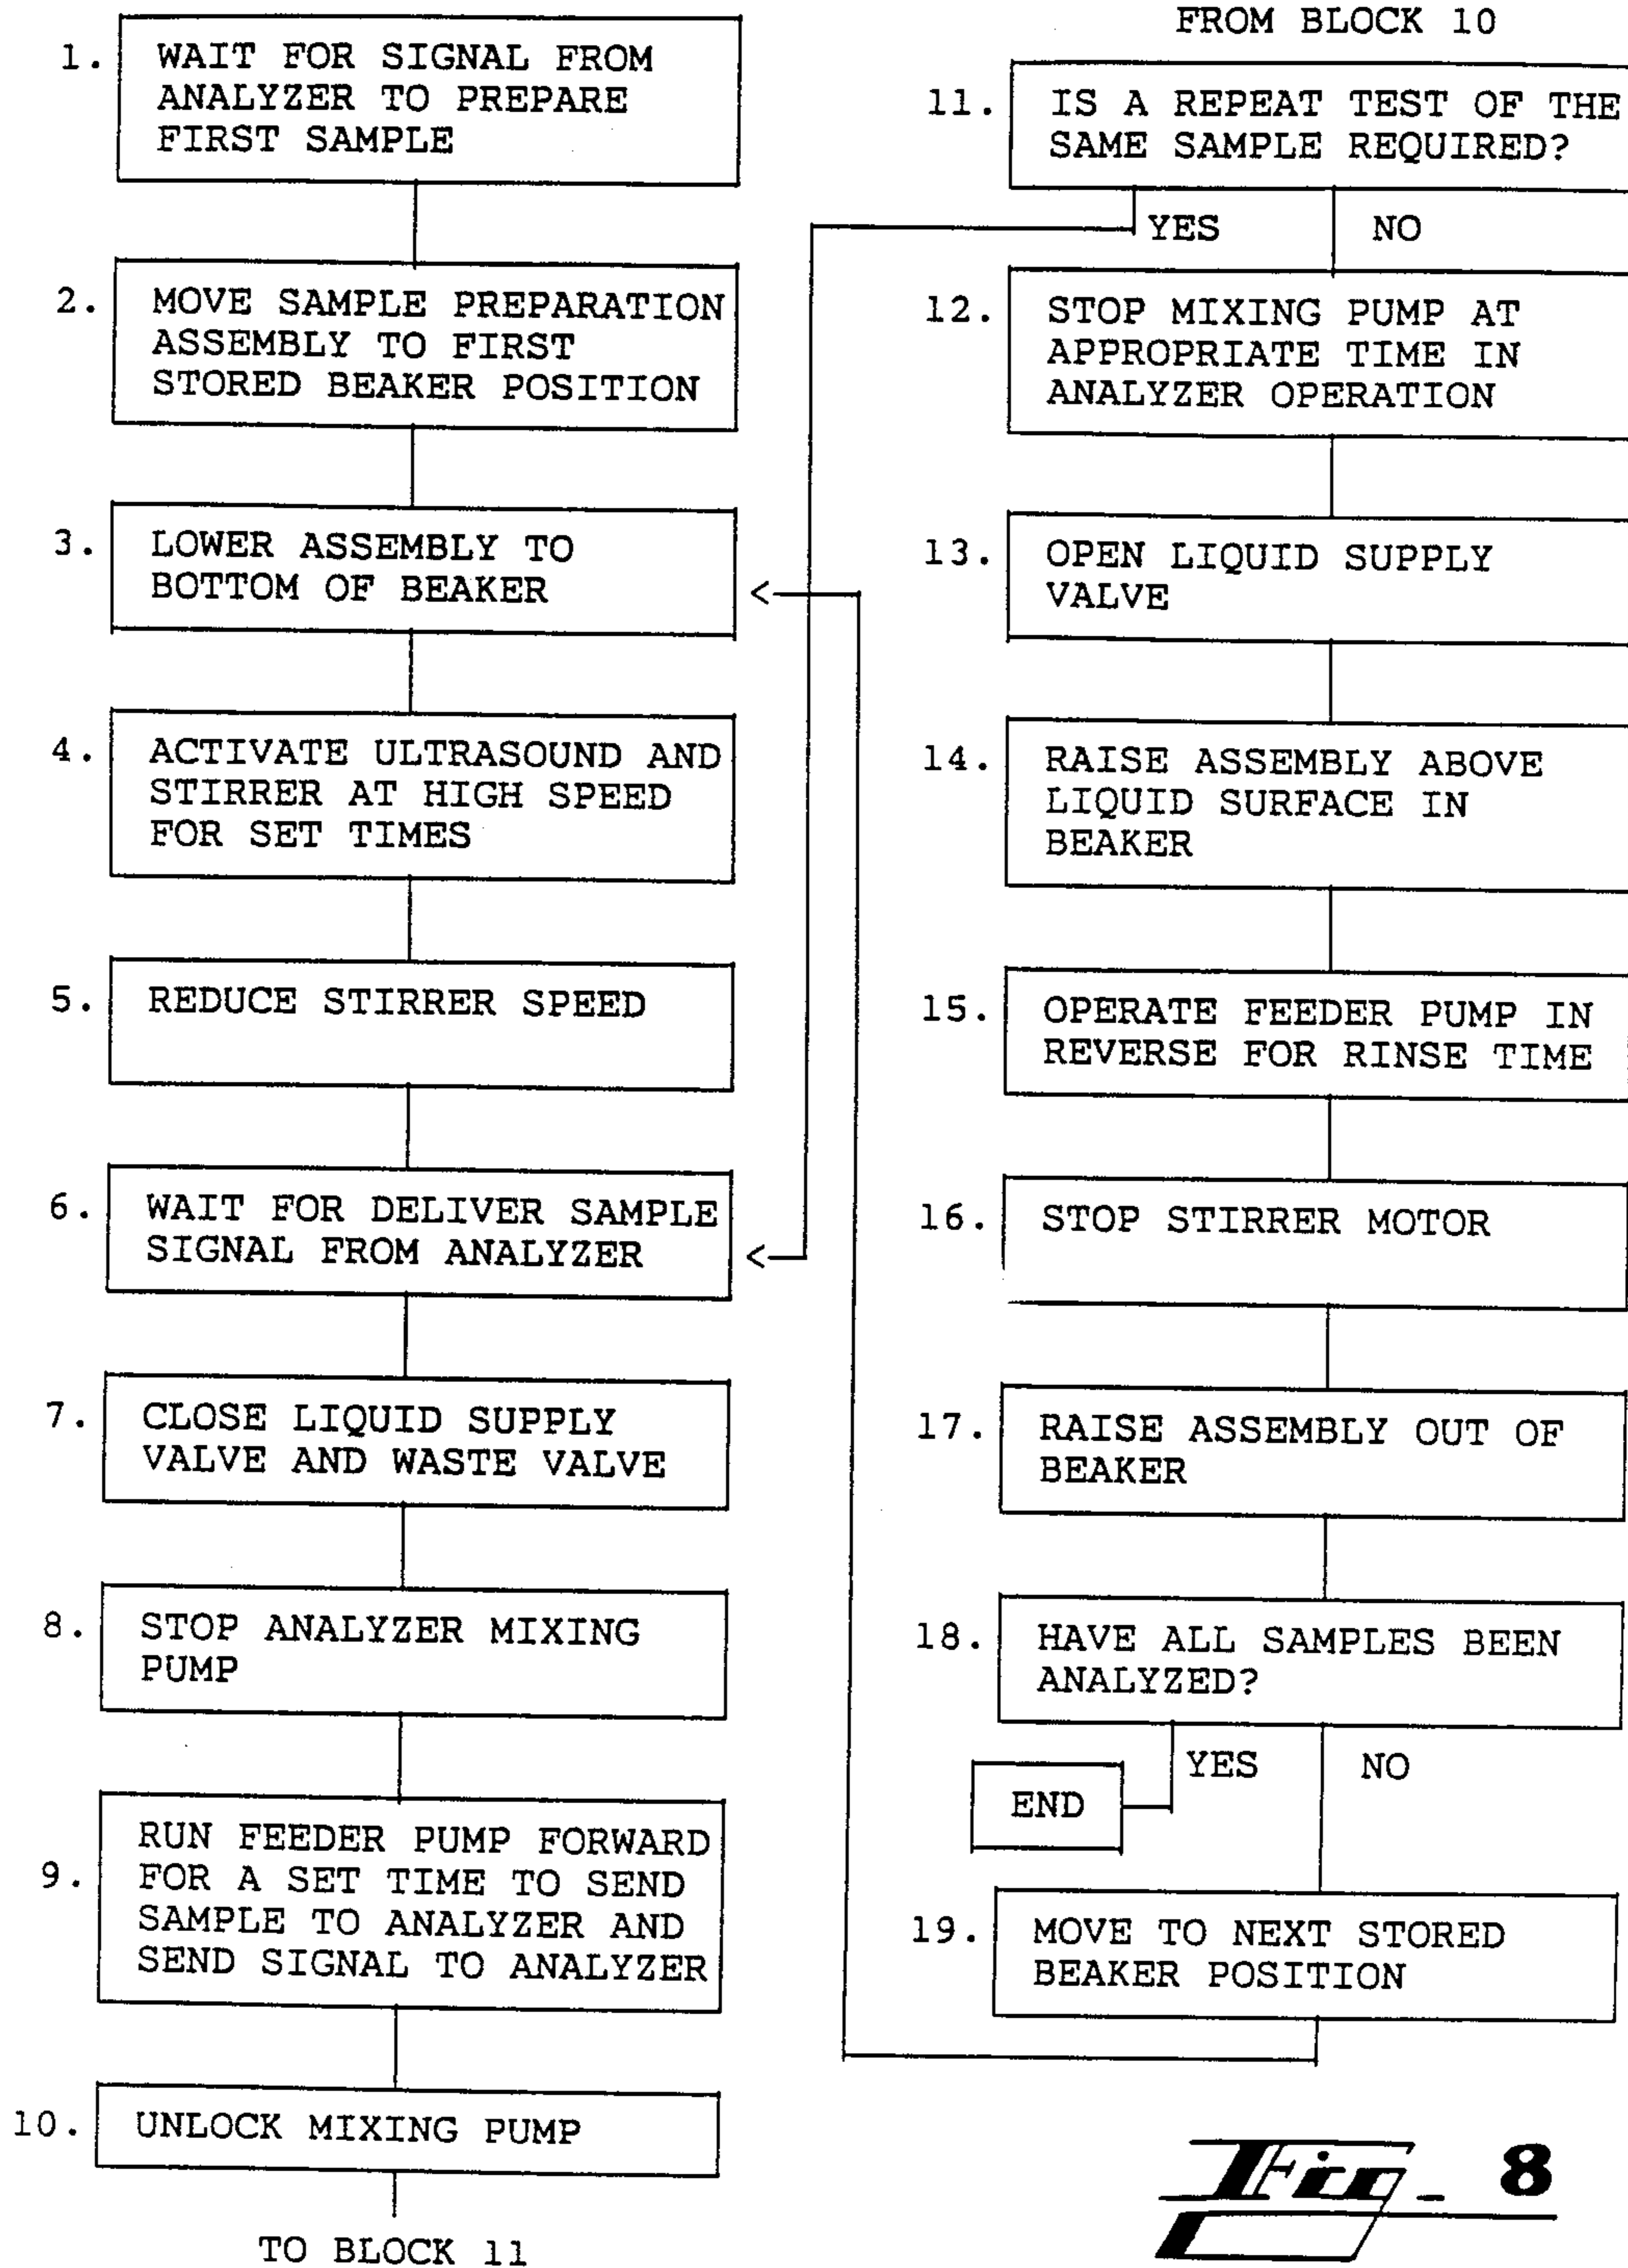 1. WAIT FOR SIGNAL FROM
ANALYZER TO PREPARE
FIRST SAMPLE
2. MOVE SAMPLE PREPARATION
ASSEMBLY TO FIRST
STORED BEAKER POSITION
3. LOWER ASSEMBLY TO
BOTTOM OF BEAKER
4. ACTIVATE ULTRASOUND AND
STIRRER AT HIGH SPEED
FOR SET TIMES
5. REDUCE STIRRER SPEED
6. WAIT FOR DELIVER SAMPLE
SIGNAL FROM ANALYZER
7. CLOSE LIQUID SUPPLY
VALVE AND WASTE VALVE
8. STOP ANALYZER MIXING
PUMP
RUN FEEDER PUMP FORWARD
9. FOR A SET TIME TO SEND
SAMPLE TO ANALYZER AND
SEND SIGNAL TO ANALYZER
10. UNLOCK MIXING PUMP
TO BLOCK 11
FROM BLOCK 10
11. IS A REPEAT TEST OF THE
SAME SAMPLE REQUIRED?
YES NO
12. STOP MIXING PUMP AT
APPROPRIATE TIME IN
ANALYZER OPERATION
13. OPEN LIQUID SUPPLY
VALVE
14. RAISE ASSEMBLY ABOVE
LIQUID SURFACE IN
BEAKER
15. OPERATE FEEDER PUMP IN
REVERSE FOR RINSE TIME
16. STOP STIRRER MOTOR
17. RAISE ASSEMBLY OUT OF
BEAKER
18. HAVE ALL SAMPLES BEEN
ANALYZED?
YES NO
END
19. MOVE TO NEXT STORED
BEAKER POSITION
Fig_ 8